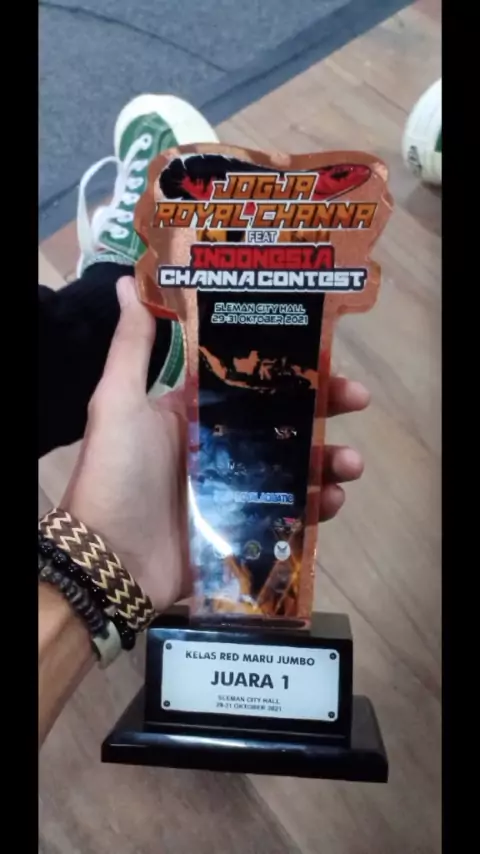 JOGJA
ROYAL CHANNA
FEAT
INDONESIA
CHANNA CONTEST
SLEMAN CITY HALL
29-31 OKTOBER 2021
KELAS RED MARU JUMBO
JUARA 1
SLEMAN CITY HALL
29-31 OKTOBER 2021